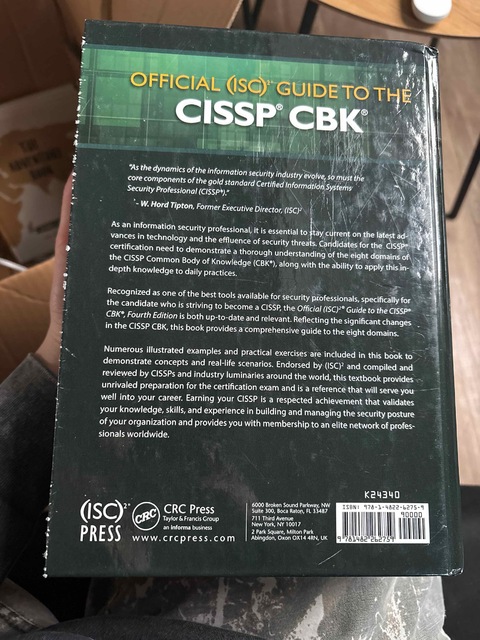 OFFICIAL (ISC)²® GUIDE TO THE
CISSP® CBK®
"As the dynamics of the information security industry evolve, so must the
core components of the gold standard Certified Information Systems
Security Professional (CISSP®)."
- W. Hord Tipton, Former Executive Director, (ISC)²
As an information security professional, it is essential to stay current on the latest ad-
vances in technology and the effluence of security threats. Candidates for the CISSP®
certification need to demonstrate a thorough understanding of the eight domains of
the CISSP Common Body of Knowledge (CBK®), along with the ability to apply this in-
depth knowledge to daily practices.
Recognized as one of the best tools available for security professionals, specifically for
the candidate who is striving to become a CISSP, the Official (ISC)²® Guide to the CISSP®
CBK®, Fourth Edition is both up-to-date and relevant. Reflecting the significant changes
in the CISSP CBK, this book provides a comprehensive guide to the eight domains.
Numerous illustrated examples and practical exercises are included in this book to
demonstrate concepts and real-life scenarios. Endorsed by (ISC)² and compiled and
reviewed by CISSPs and industry luminaries around the world, this textbook provides
unrivaled preparation for the certification exam and is a reference that will serve you
well into your career. Earning your CISSP is a respected achievement that validates
your knowledge, skills, and experience in building and managing the security posture
of your organization and provides you with membership to an elite network of profes-
sionals worldwide.
K24340
ISBN: 978-1-4822-6275-9
90000
9 781482 262759
(ISC)²®
PRESS
CRC
CRC Press
Taylor & Francis Group
an informa business
www.crcpress.com
6000 Broken Sound Parkway, NW
Suite 300, Boca Raton, FL 33487
711 Third Avenue
New York, NY 10017
2 Park Square, Milton Park
Abingdon, Oxon OX14 4RN, UK